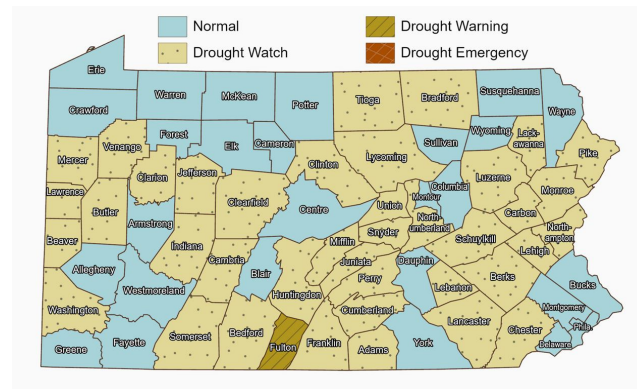 Normal
Drought Warning
Drought Watch
Drought Emergency
Erie
Crawford
Warren
McKean
Potter
Tioga
Bradford
Susquahanna
Wayne
Forest
Elk
Cameron
Sullivan
Wyoming
Lack-
awanna
Pike
Mercer
Venango
Clarion
Jefferson
Clinton
Lycoming
Columbia
Luzerne
Monroe
Lawrence
Butler
Armstrong
Clearfield
Centre
Union
Montour
North-
umberland
Snyder
Carbon
North-
ampton
Beaver
Indiana
Cambria
Mifflin
Juniata
Schuylkill
Lehigh
Allegheny
Westmoreland
Blair
Huntingdon
Perry
Dauphin
Lebanon
Berks
Bucks
Montgomery
Phila
Washington
Somerset
Bedford
Fulton
Franklin
Cumberland
Adams
York
Lancaster
Chester
Delaware
Greene
Fayette